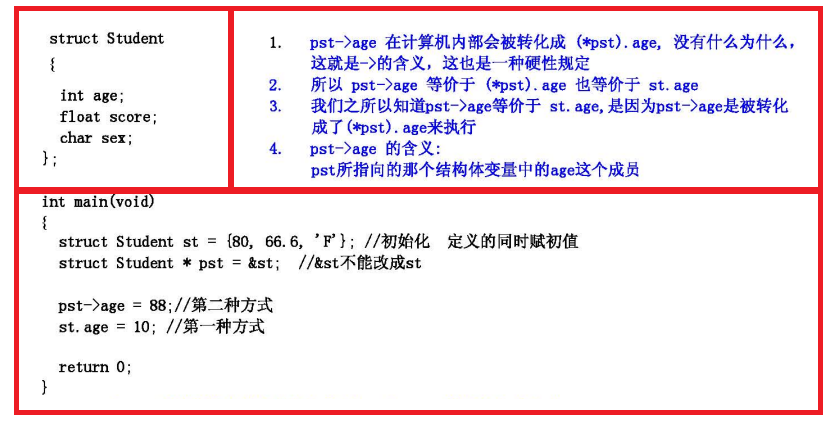 struct Student
{
int age;
float score;
char sex;
};
1. pst->age 在计算机内部会被转化成 (*pst).age, 没有什么为什么,
这就是->的含义, 这也是一种硬性规定
2. 所以 pst->age 等价于 (*pst).age 也等价于 st.age
3. 我们之所以知道pst->age等价于 st.age,是因为pst->age是被转化
成了(*pst).age来执行
4. pst->age 的含义:
pst所指向的那个结构体变量中的age这个成员
int main(void)
{
struct Student st = {80, 66.6, 'F'}; //初始化 定义的同时赋初值
struct Student * pst = &st; //&st不能改成st
pst->age = 88;//第二种方式
st.age = 10; //第一种方式
return 0;
}